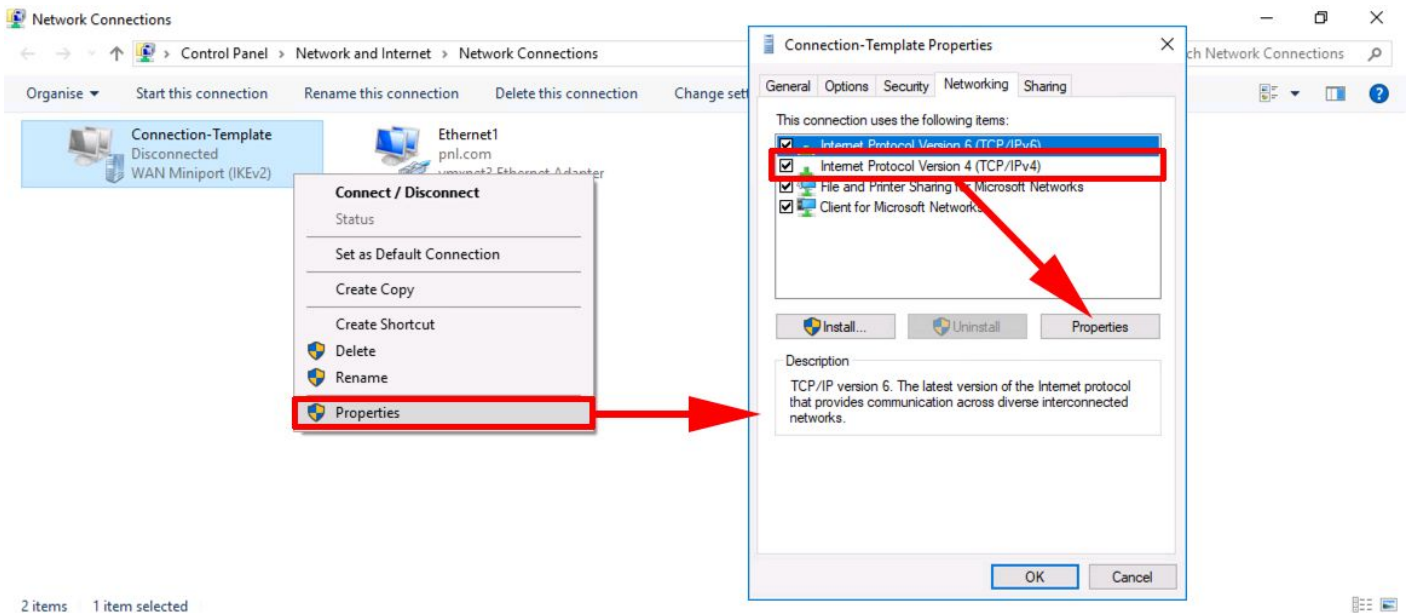 Network Connections
Control Panel > Network and Internet > Network Connections
ch Network Connections
Organise
Start this connection
Rename this connection
Delete this connection
Change sett
Connection-Template
Disconnected
WAN Miniport (IKEv2)
Ethernet1
pnl.com
vmxnet3 Ethernet Adapter
Connect / Disconnect
Status
Set as Default Connection
Create Copy
Create Shortcut
Delete
Rename
Properties
Connection-Template Properties
General
Options
Security
Networking
Sharing
This connection uses the following items:
Internet Protocol Version 6 (TCP/IPv6)
Internet Protocol Version 4 (TCP/IPv4)
File and Printer Sharing for Microsoft Networks
Client for Microsoft Networks
Install...
Uninstall
Properties
Description
TCP/IP version 6. The latest version of the Internet protocol
that provides communication across diverse interconnected
networks.
OK
Cancel
2 items
1 item selected